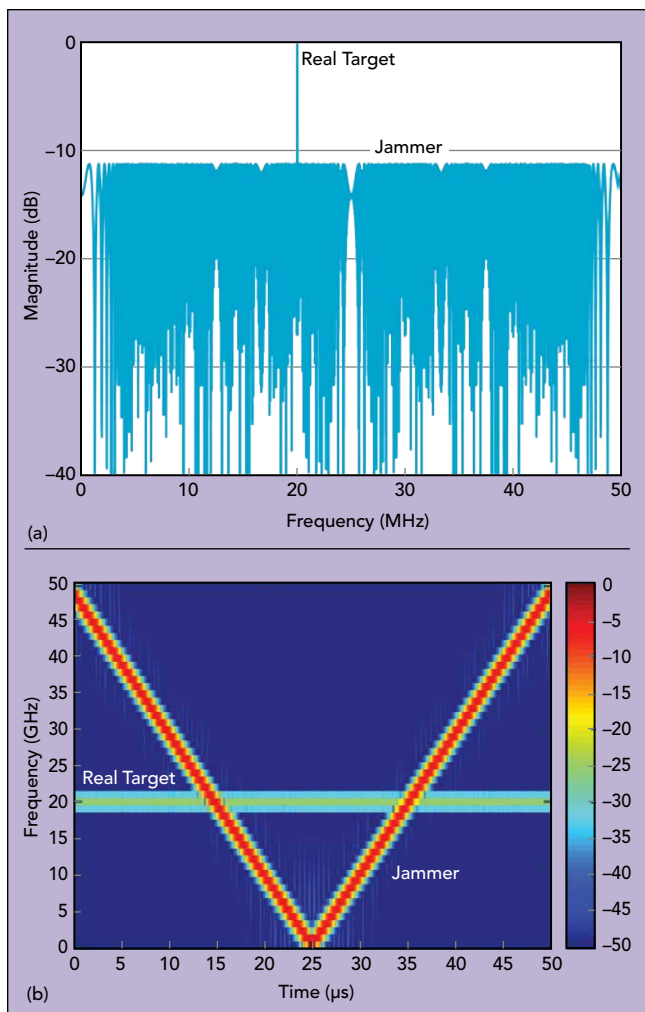 0
Real Target
Jammer
−10
−20
−30
−40
Magnitude (dB)
0 10 20 30 40 50
Frequency (MHz)
(a)
50
45
40
35
30
25
20
15
10
5
0
Frequency (GHz)
Real Target
Jammer
0 5 10 15 20 25 30 35 40 45 50
Time (µs)
0
−5
−10
−15
−20
−25
−30
−35
−40
−45
−50
(b)